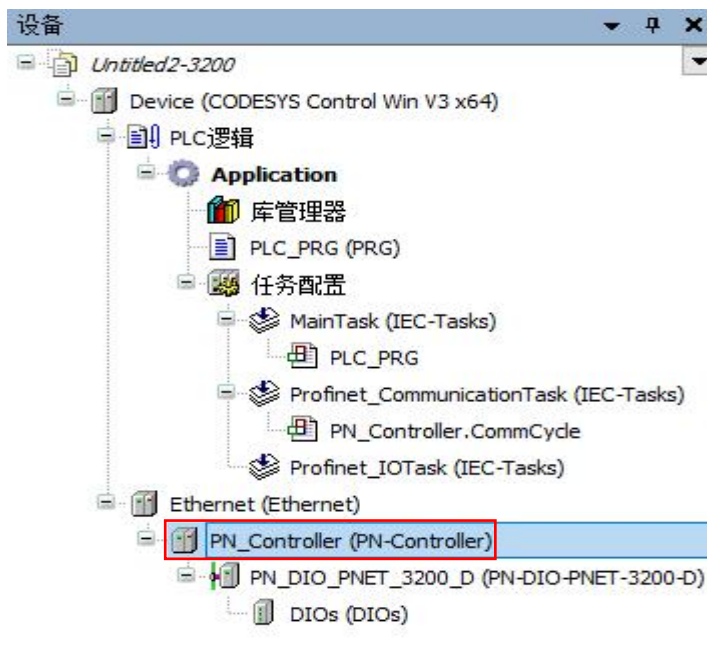 设备
Untitled2-3200
Device (CODESYS Control Win V3 x64)
PLC逻辑
Application
库管理器
PLC_PRG (PRG)
任务配置
MainTask (IEC-Tasks)
PLC_PRG
Profinet_CommunicationTask (IEC-Tasks)
PN_Controller.CommCycle
Profinet_IOTask (IEC-Tasks)
Ethernet (Ethernet)
PN_Controller (PN-Controller)
PN_DIO_PNET_3200_D (PN-DIO-PNET-3200-D)
DIOs (DIOs)